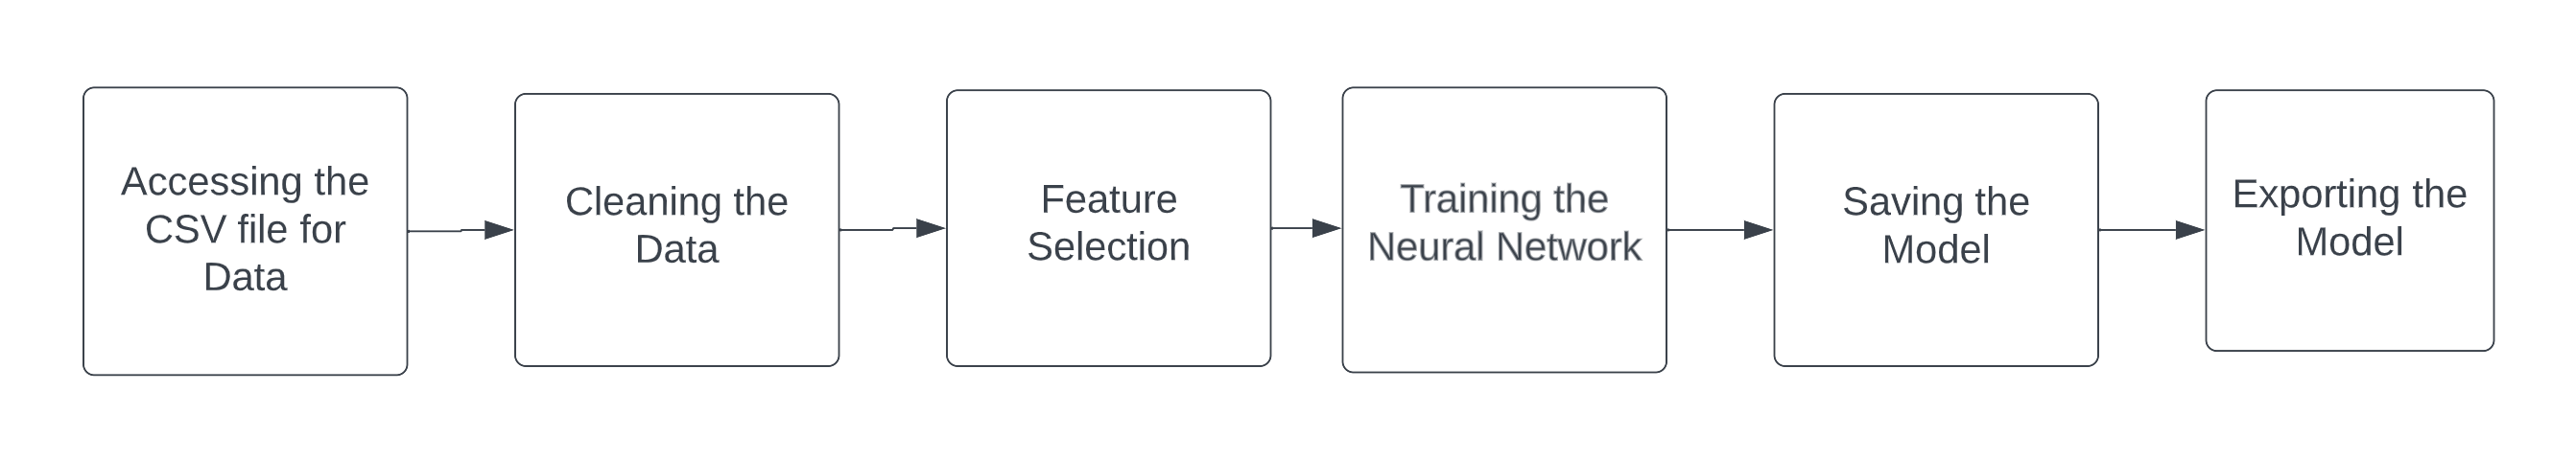 Accessing the
CSV file for
Data
Cleaning the
Data
Feature
Selection
Training the
Neural Network
Saving the
Model
Exporting the
Model